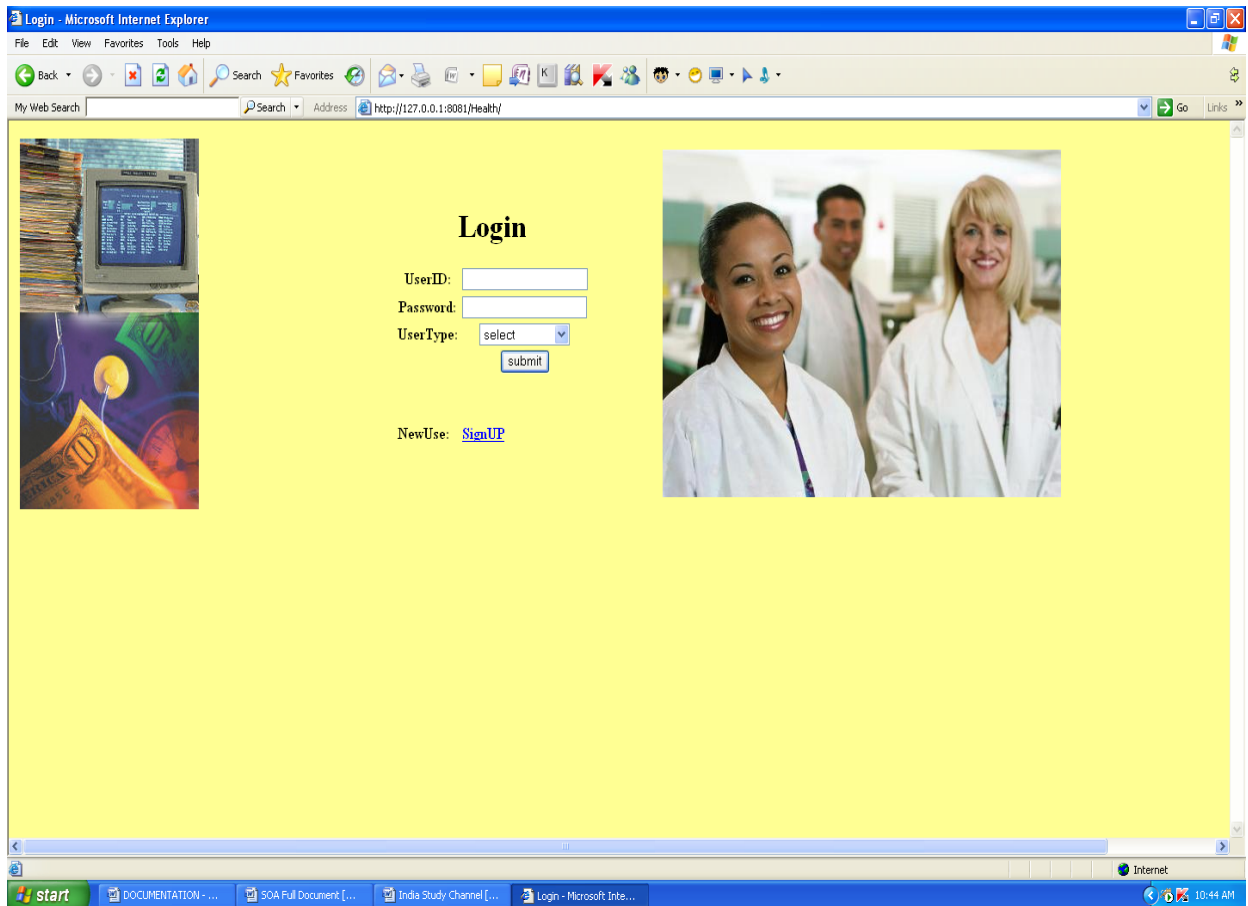 Login - Microsoft Internet Explorer
File Edit View Favorites Tools Help
Back Search Favorites
My Web Search Search Address http://127.0.0.1:8081/Health/ Go Links »
Login
UserID:
Password:
UserType: select
submit
NewUse: SignUP
Internet
start DOCUMENTATION - ... SOA Full Document [... India Study Channel [... Login - Microsoft Inte... 10:44 AM